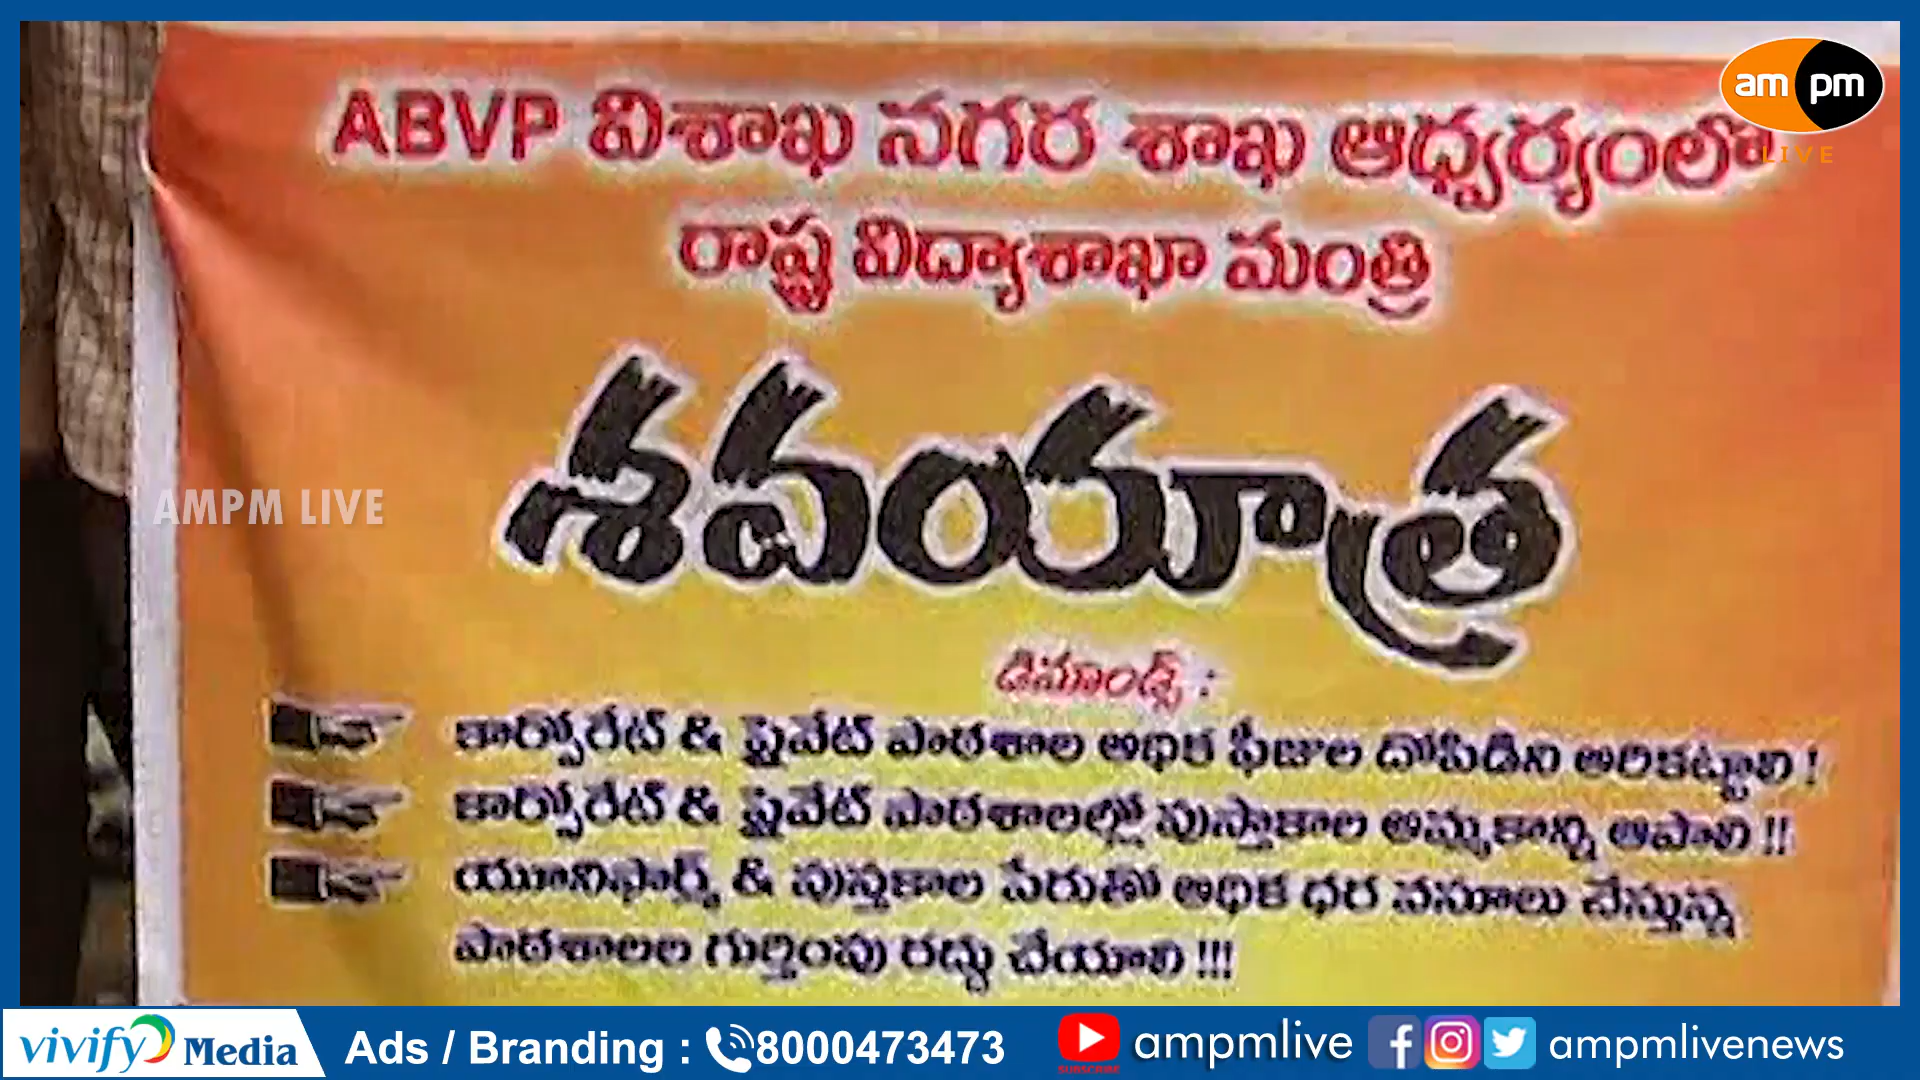 am pm
LIVE
ABVP విశాఖ నగర శాఖ ఆధ్వర్యంలో
రాష్ట్ర విద్యాశాఖా మంత్రి
శవయాత్ర
AMPM LIVE
డిమాండ్స్ :
కార్పోరేట్ & ప్రైవేట్ పాఠశాల అధిక ఫీజుల దోపిడిని అరికట్టాలి !
కార్పోరేట్ & ప్రైవేట్ పాఠశాలల్లో పుస్తకాల అమ్మకాన్ని ఆపాలి !!
యూనిఫార్మ్ & పుస్తకాల పేరుతో అధిక ధర వసూలు చేస్తున్న
పాఠశాలల గుర్తింపు రద్దు చేయాలి !!!
vivify Media Ads / Branding : 8000473473 SUBSCRIBE ampmlive ampmlivenews